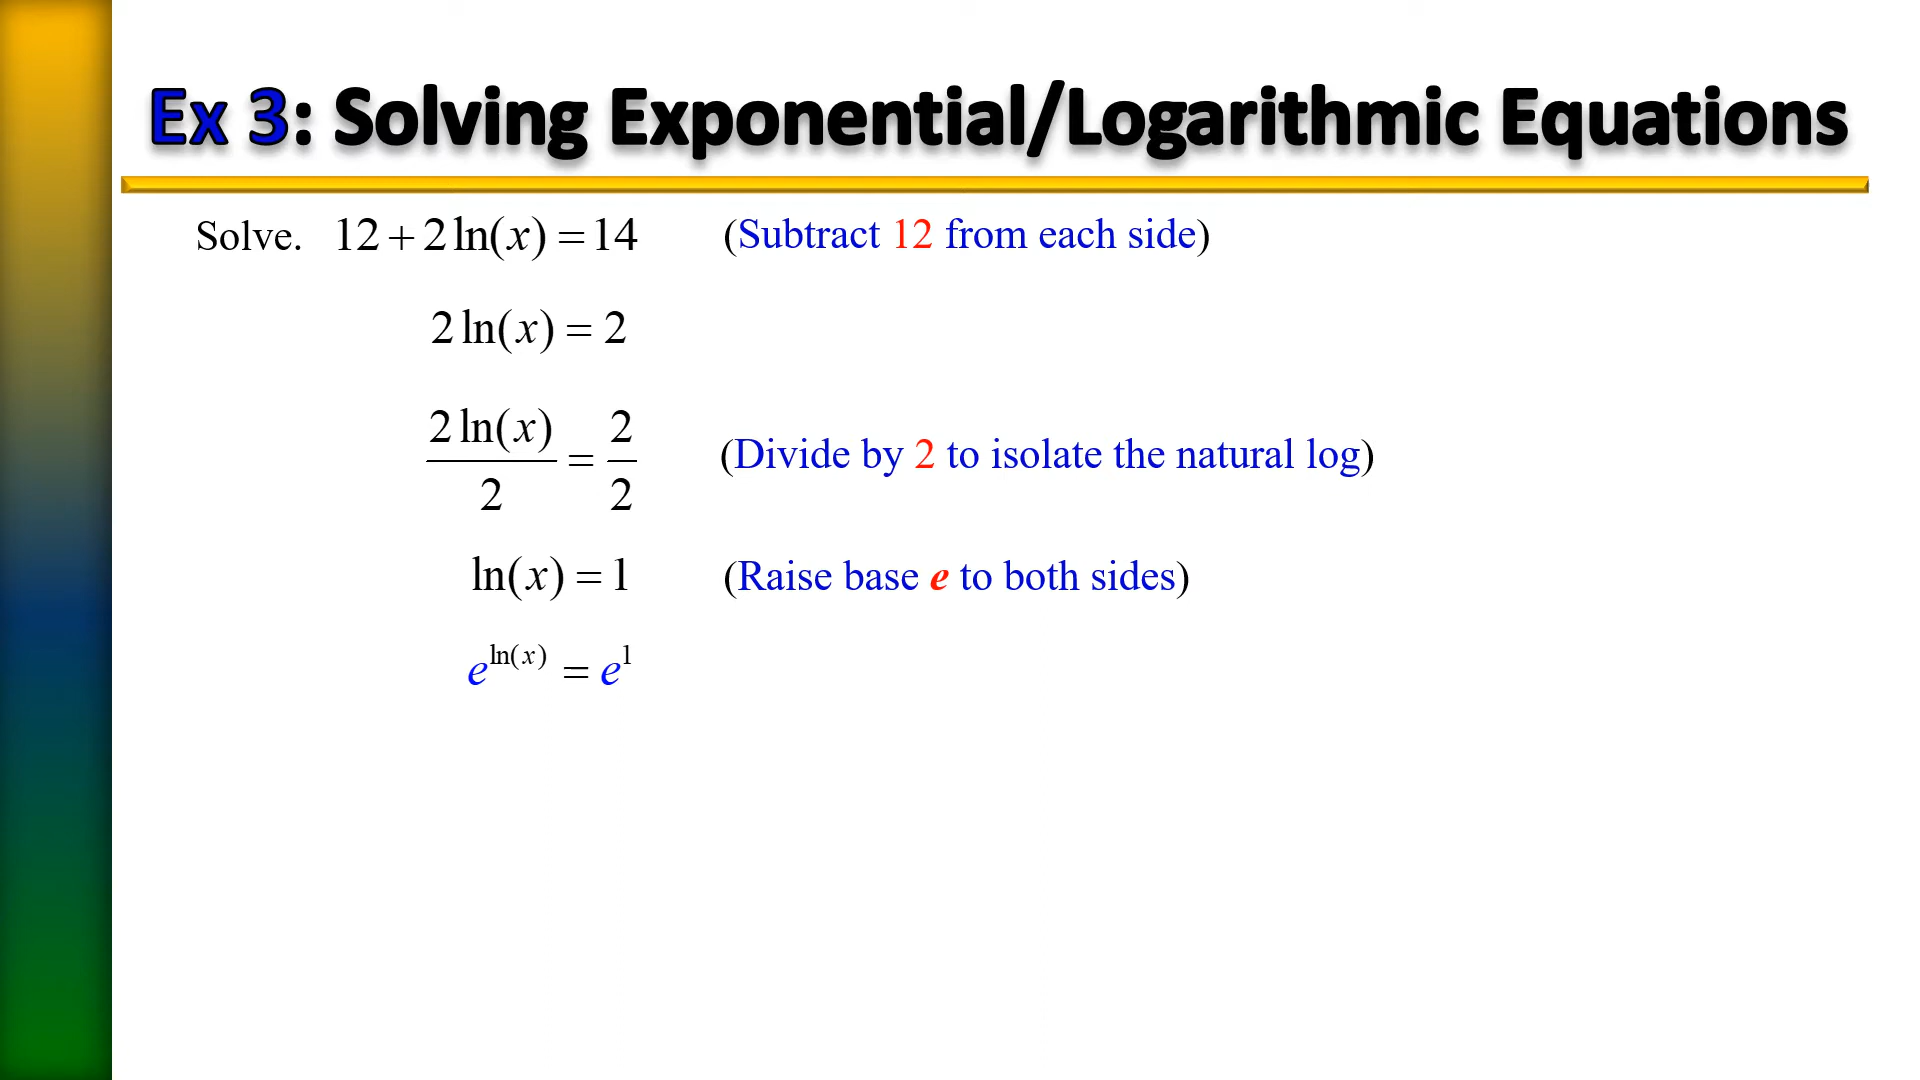 Ex 3: Solving Exponential/Logarithmic Equations
Solve. 12 + 2 ln(x) = 14 (Subtract 12 from each side)
2 ln(x) = 2
2 ln(x) / 2 = 2 / 2 (Divide by 2 to isolate the natural log)
ln(x) = 1 (Raise base e to both sides)
e^ln(x) = e^1